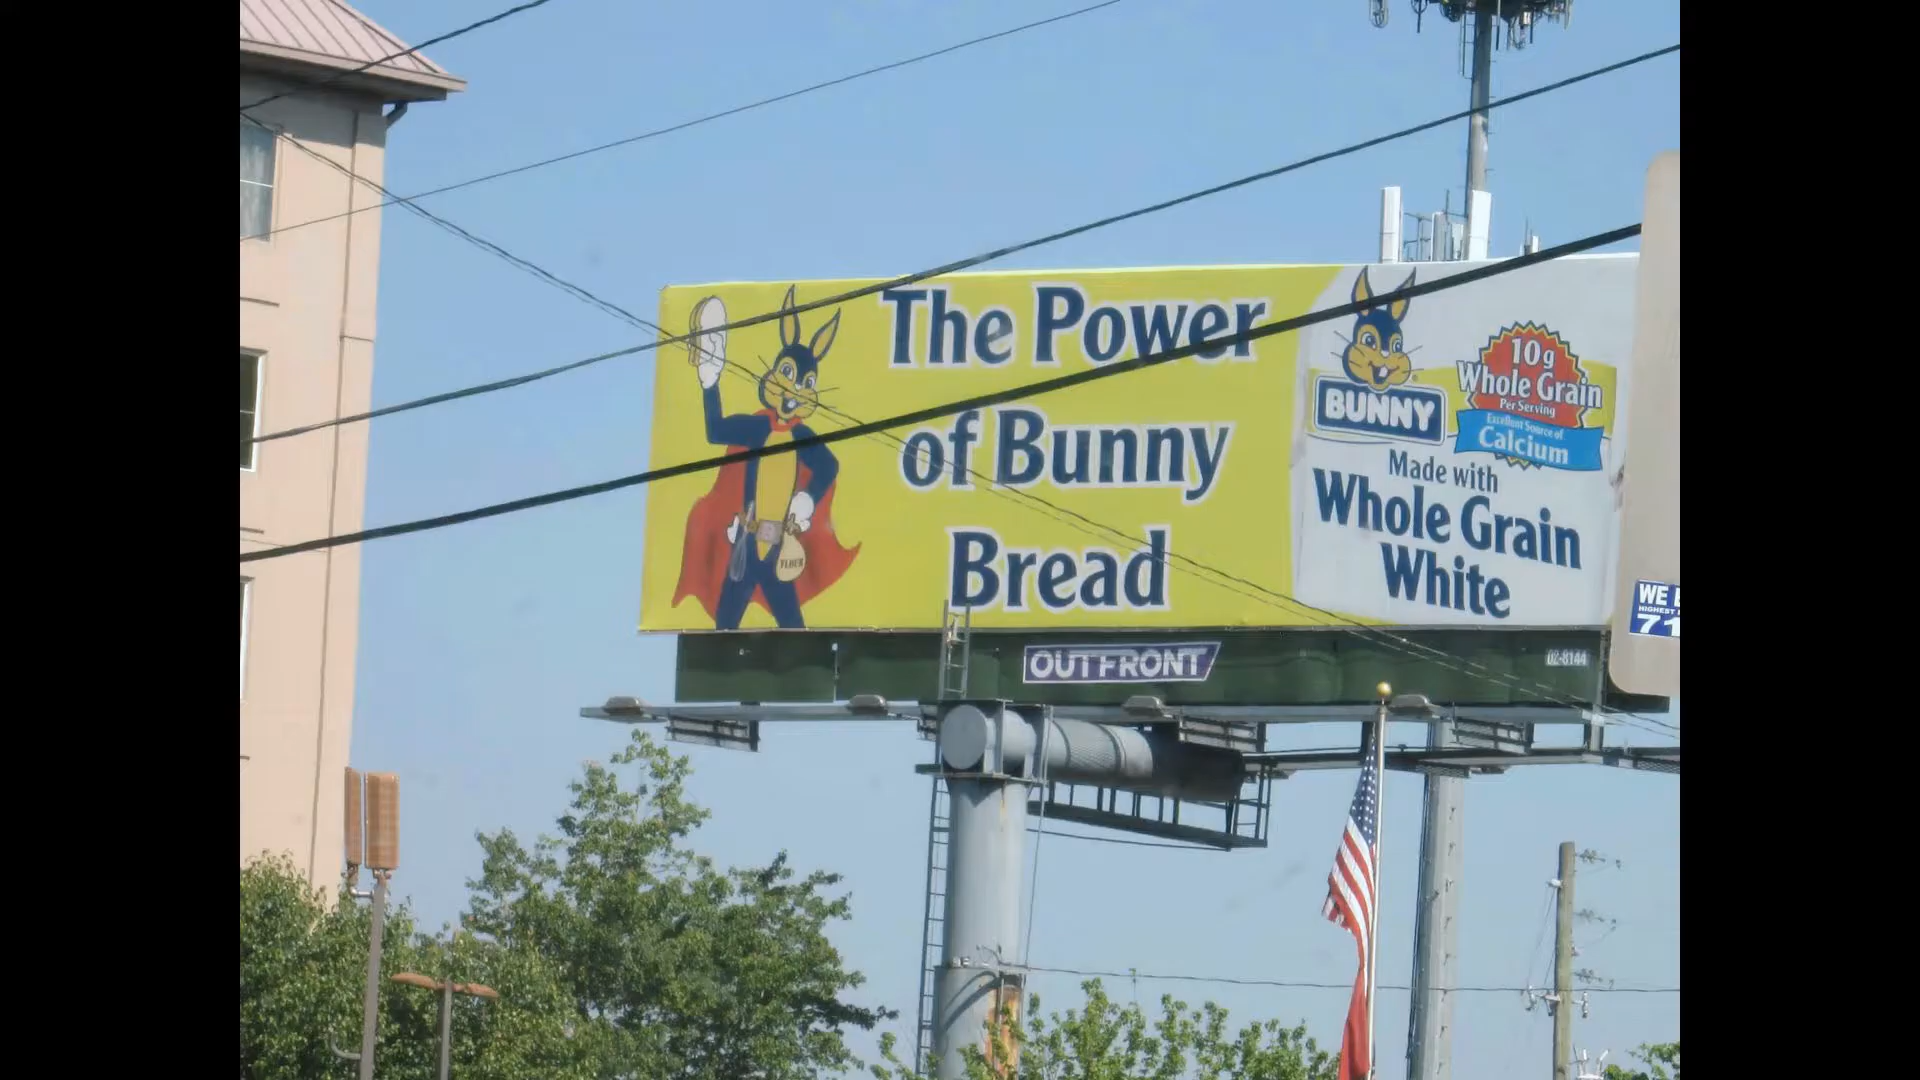 The Power
of Bunny
Bread
FLOUR
BUNNY
10g
Whole Grain
Per Serving
Excellent Source of
Calcium
Made with
Whole Grain
White
OUTFRONT
02-8144
WE
HIGHEST
71